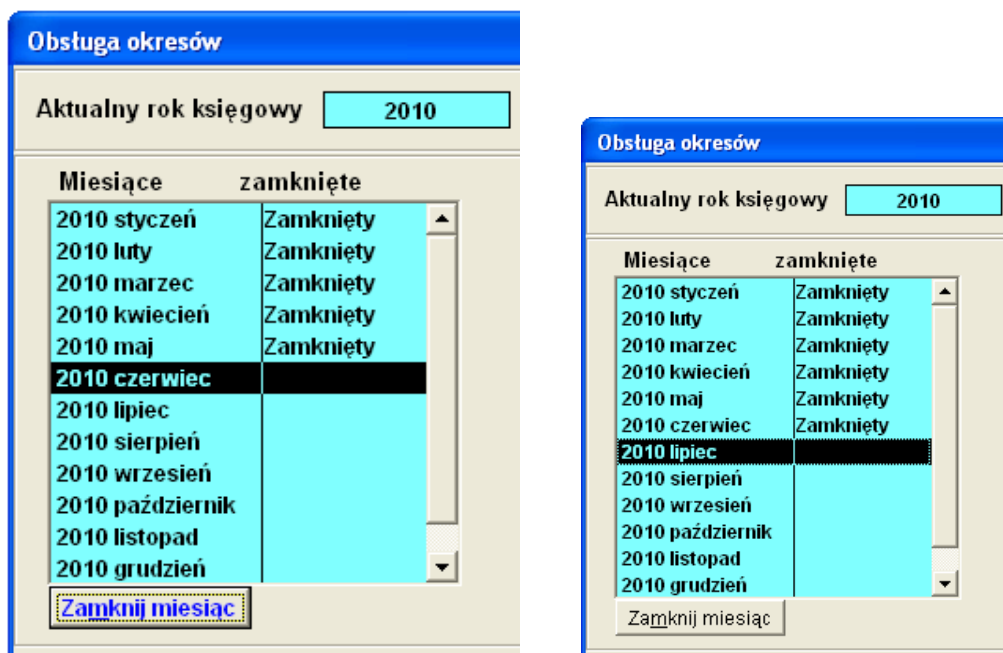 Obsługa okresów
Aktualny rok księgowy 2010
Miesiące zamknięte
2010 styczeń Zamknięty
2010 luty Zamknięty
2010 marzec Zamknięty
2010 kwiecień Zamknięty
2010 maj Zamknięty
2010 czerwiec
2010 lipiec
2010 sierpień
2010 wrzesień
2010 październik
2010 listopad
2010 grudzień
Zamknij miesiąc
Obsługa okresów
Aktualny rok księgowy 2010
Miesiące zamknięte
2010 styczeń Zamknięty
2010 luty Zamknięty
2010 marzec Zamknięty
2010 kwiecień Zamknięty
2010 maj Zamknięty
2010 czerwiec Zamknięty
2010 lipiec
2010 sierpień
2010 wrzesień
2010 październik
2010 listopad
2010 grudzień
Zamknij miesiąc